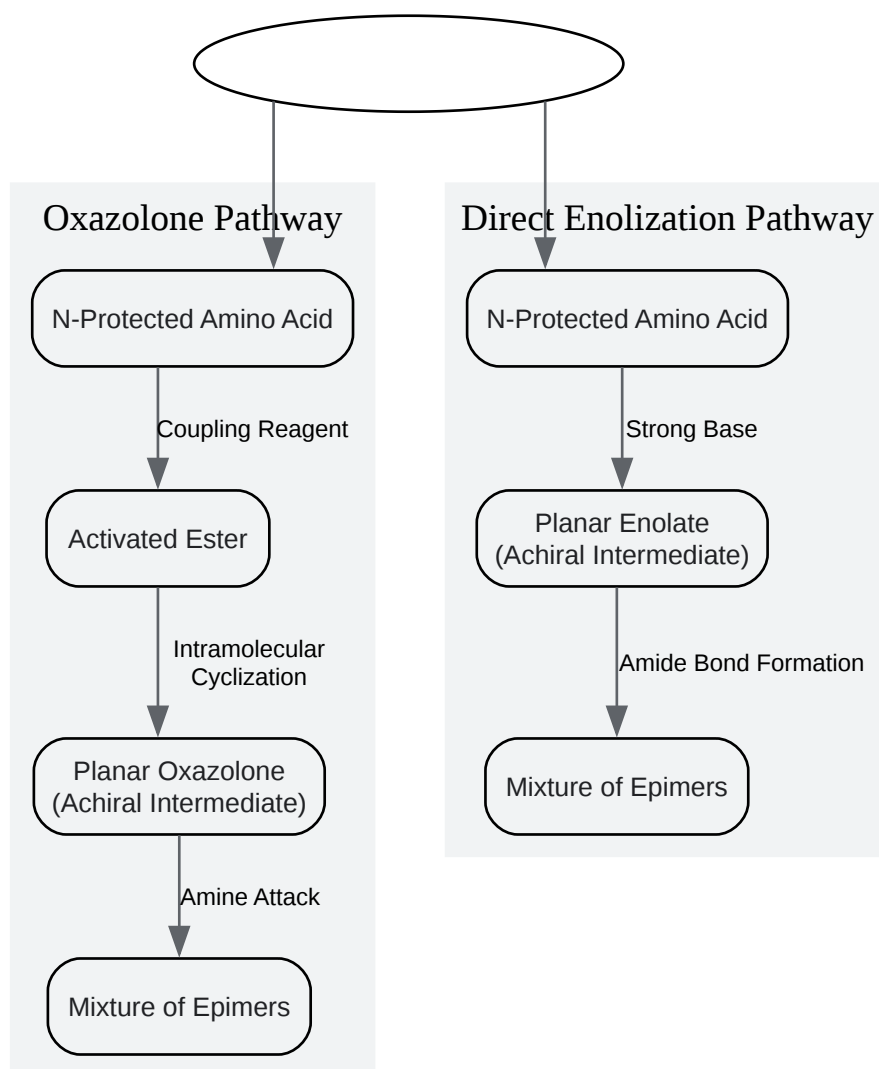 Oxazolone Pathway
N-Protected Amino Acid
Coupling Reagent
Activated Ester
Intramolecular
Cyclization
Planar Oxazolone
(Achiral Intermediate)
Amine Attack
Mixture of Epimers
Direct Enolization Pathway
N-Protected Amino Acid
Strong Base
Planar Enolate
(Achiral Intermediate)
Amide Bond Formation
Mixture of Epimers